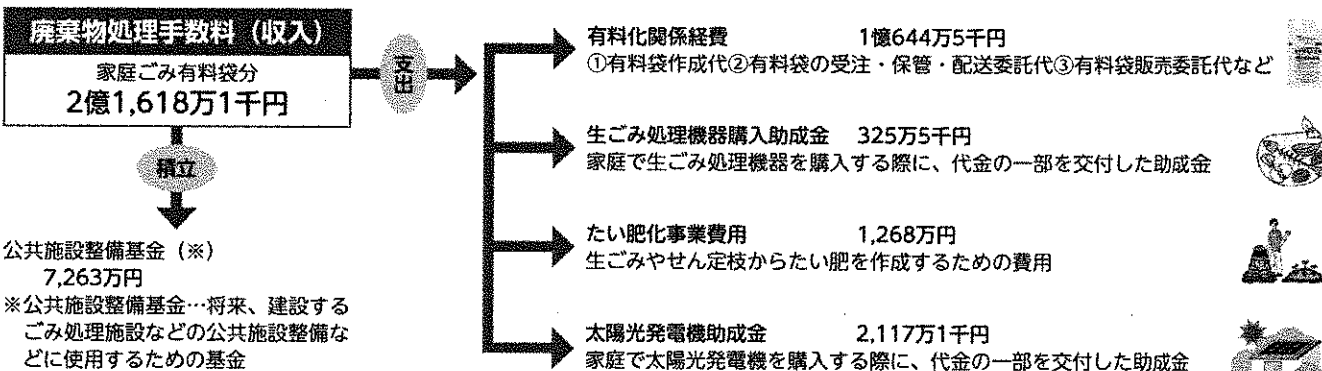 廃棄物処理手数料（収入）
家庭ごみ有料袋分
2億1,618万1千円
支出
積立
公共施設整備基金（※）
7,263万円
※公共施設整備基金…将来、建設する
ごみ処理施設などの公共施設整備な
どに使用するための基金
有料化関係経費 1億644万5千円
①有料袋作成代②有料袋の受注・保管・配送委託代③有料袋販売委託代など
生ごみ処理機器購入助成金 325万5千円
家庭で生ごみ処理機器を購入する際に、代金の一部を交付した助成金
たい肥化事業費用 1,268万円
生ごみやせん定枝からたい肥を作成するための費用
太陽光発電機助成金 2,117万1千円
家庭で太陽光発電機を購入する際に、代金の一部を交付した助成金